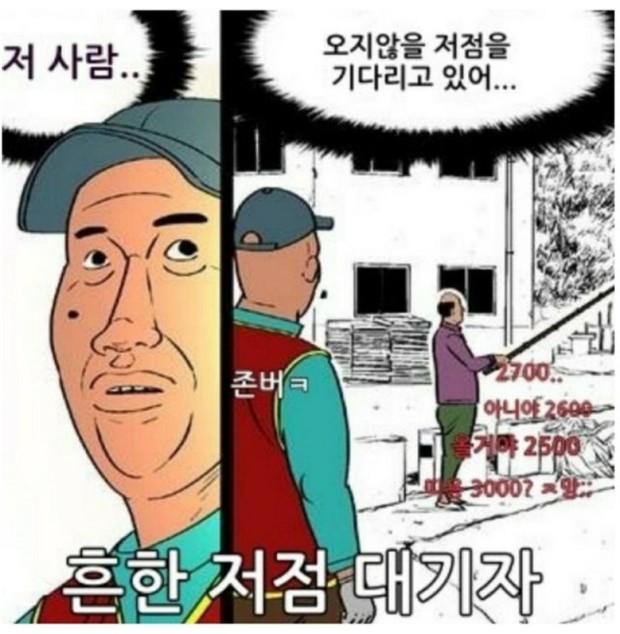 저 사람..
오지않을 저점을
기다리고 있어...
존버ㅋ
2700..
아니야 2600
올거야 2500
3000?
흔한 저점 대기자